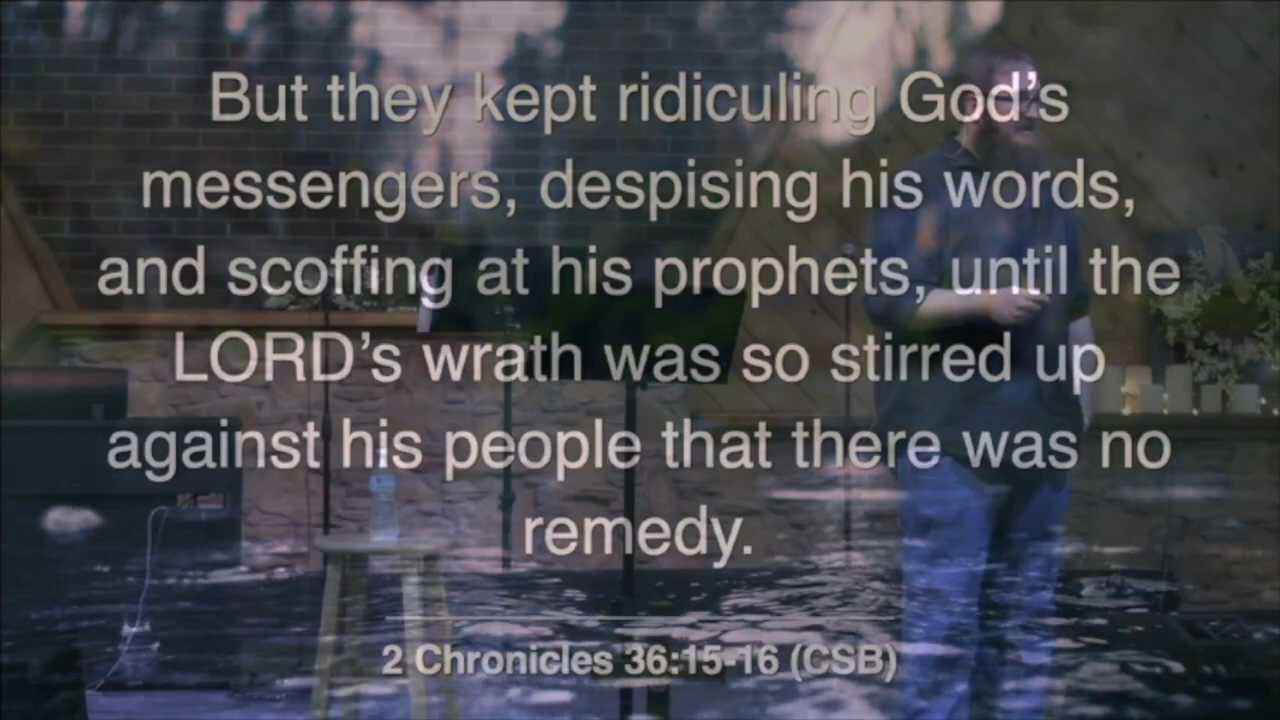 But they kept ridiculing God’s
messengers, despising his words,
and scoffing at his prophets, until the
LORD’s wrath was so stirred up
against his people that there was no
remedy.
2 Chronicles 36:15-16 (CSB)